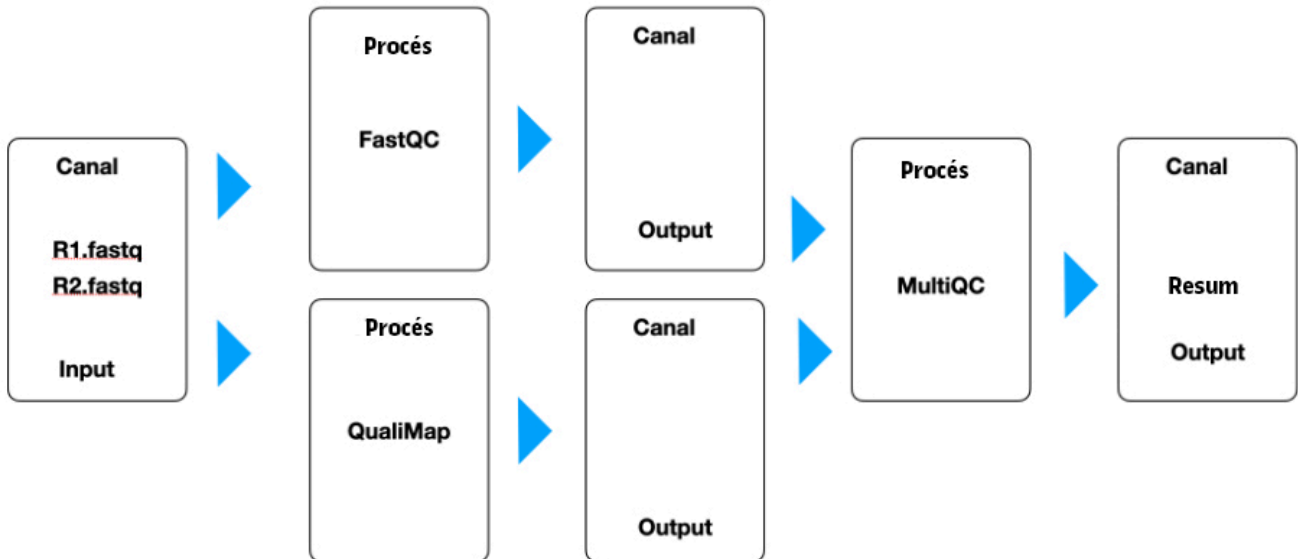 Canal
R1.fastq
R2.fastq
Input
Procés
FastQC
Canal
Output
Procés
QualiMap
Canal
Output
Procés
MultiQC
Canal
Resum
Output